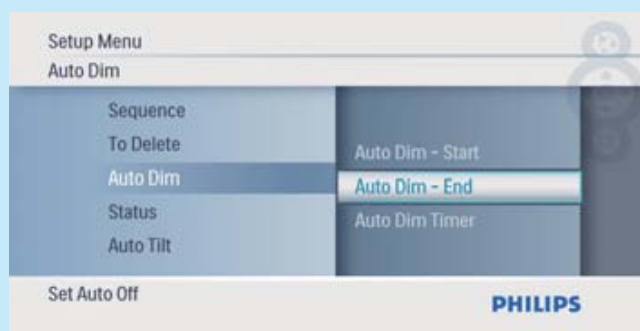 Setup Menu
Auto Dim
Sequence
To Delete
Auto Dim
Status
Auto Tilt
Auto Dim - Start
Auto Dim - End
Auto Dim Timer
Set Auto Off
PHILIPS